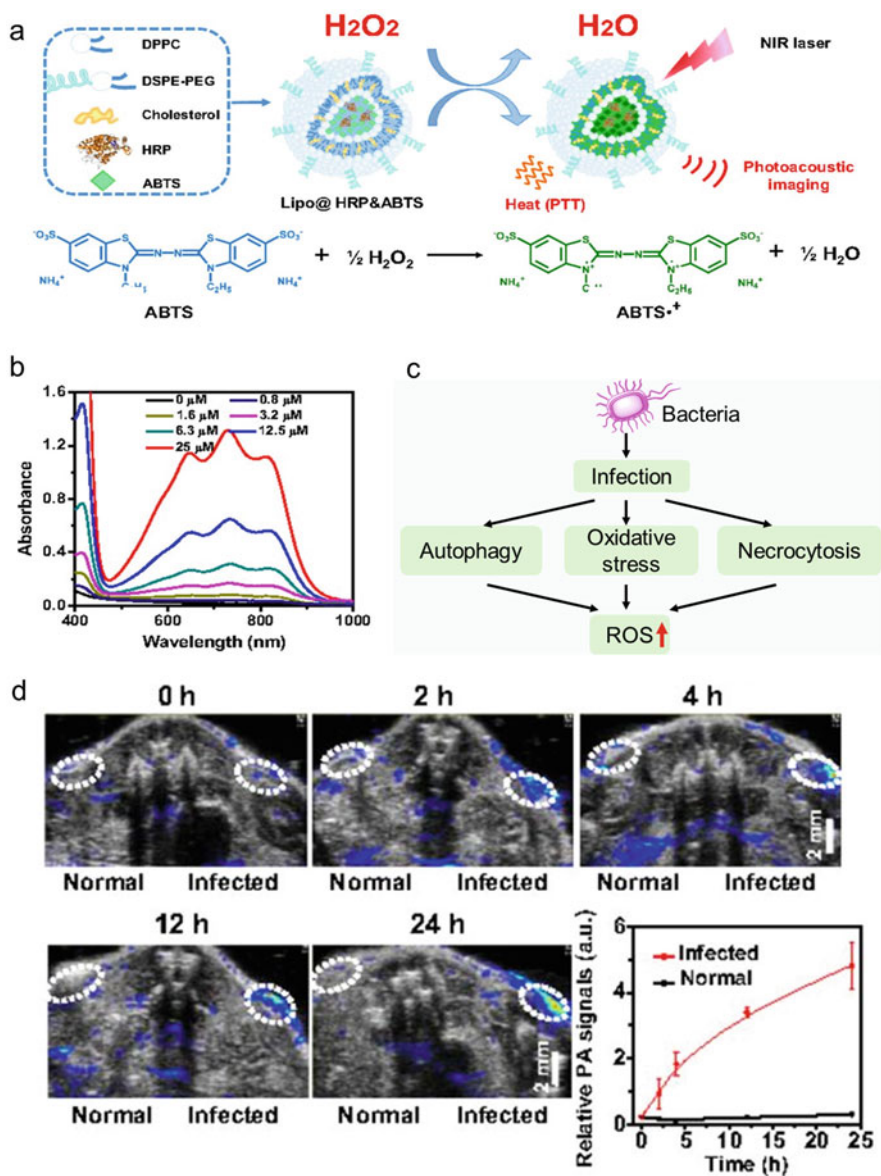 a
DPPC
DSPE-PEG
Cholesterol
HRP
ABTS
H2O2
H2O
NIR laser
Lipo@ HRP&ABTS
Heat (PTT)
Photoacoustic
imaging
-O3S
S
N
N
S
SO3-
+ ½ H2O2
-O3S
S
N
N
S
SO3-
+ ½ H2O
NH4+
N
N
NH4+
NH4+
N+
N+
NH4+
C2H5
C2H5
ABTS
ABTS•+
b
Absorbance
1.6
1.2
0.8
0.4
0.0
0 µM
0.8 µM
1.6 µM
3.2 µM
6.3 µM
12.5 µM
25 µM
400
600
800
1000
Wavelength (nm)
c
Bacteria
Infection
Autophagy
Oxidative
stress
Necrocytosis
ROS
d
0 h
2 h
4 h
2 mm
Normal Infected
Normal Infected
Normal Infected
12 h
24 h
2 mm
Normal Infected
Normal Infected
Relative PA signals (a.u.)
6
4
2
0
Infected
Normal
0 5 10 15 20 25
Time (h)